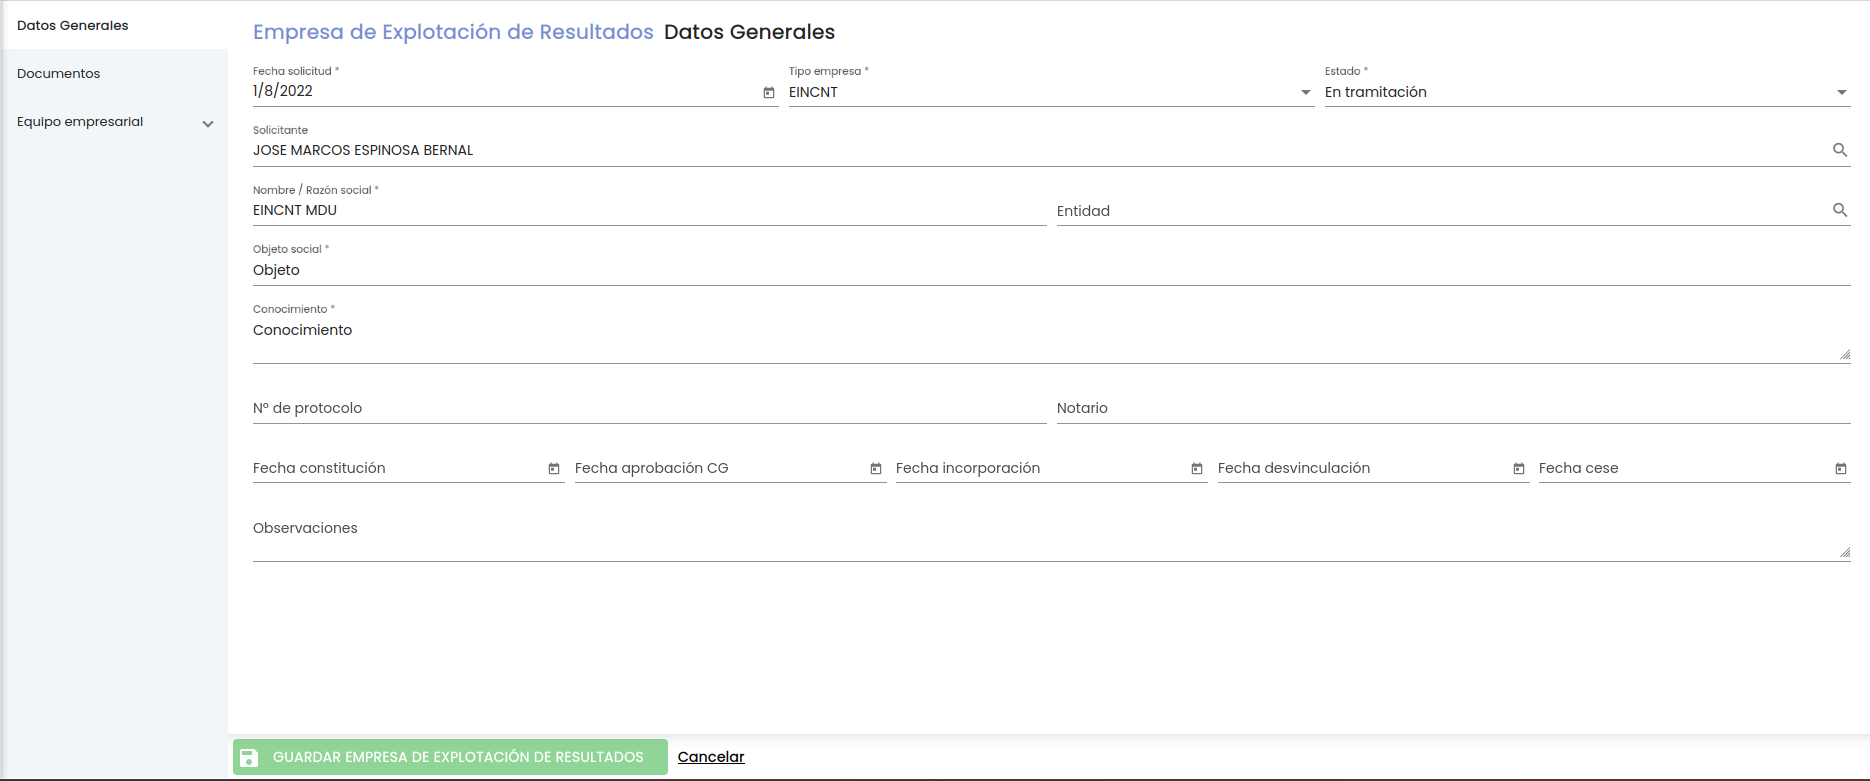 Datos Generales
Documentos
Equipo empresarial
Empresa de Explotación de Resultados Datos Generales
Fecha solicitud * Tipo empresa * Estado *
1/8/2022 EINCNT En tramitación
Solicitante
JOSE MARCOS ESPINOSA BERNAL
Nombre / Razón social *
EINCNT MDU Entidad
Objeto social *
Objeto
Conocimiento *
Conocimiento
Nº de protocolo Notario
Fecha constitución Fecha aprobación CG Fecha incorporación Fecha desvinculación Fecha cese
Observaciones
GUARDAR EMPRESA DE EXPLOTACIÓN DE RESULTADOS Cancelar